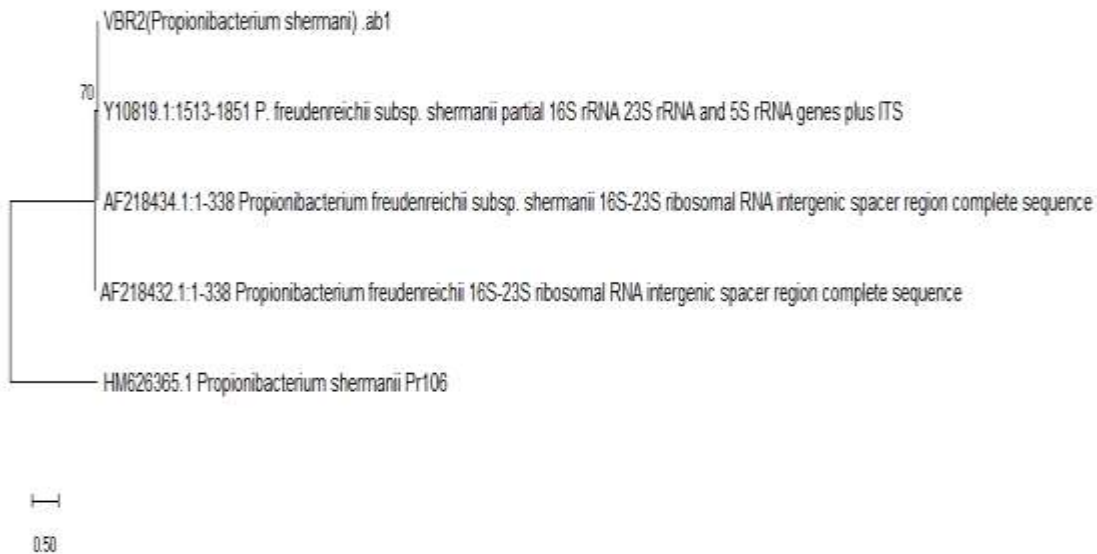 VBR2(Propionibacterium shermani) .ab1
70
Y10819.1:1513-1851 P. freudenreichii subsp. shermanii partial 16S rRNA 23S rRNA and 5S rRNA genes plus ITS
AF218434.1:1-338 Propionibacterium freudenreichii subsp. shermanii 16S-23S ribosomal RNA intergenic spacer region complete sequence
AF218432.1:1-338 Propionibacterium freudenreichii 16S-23S ribosomal RNA intergenic spacer region complete sequence
HM626365.1 Propionibacterium shermanii Pr106
0.50